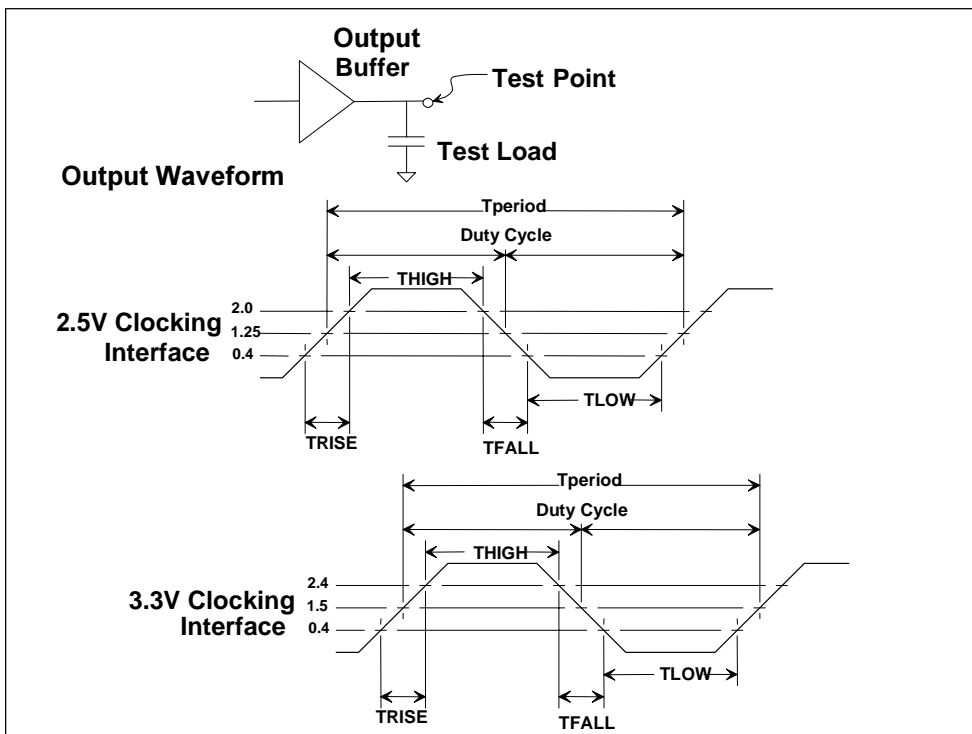 Output
Buffer
Test Point
Test Load
Output Waveform
Tperiod
Duty Cycle
THIGH
2.0
2.5V Clocking
1.25
Interface
0.4
TLOW
TRISE
TFALL
Tperiod
Duty Cycle
THIGH
2.4
3.3V Clocking
1.5
Interface
0.4
TLOW
TRISE
TFALL